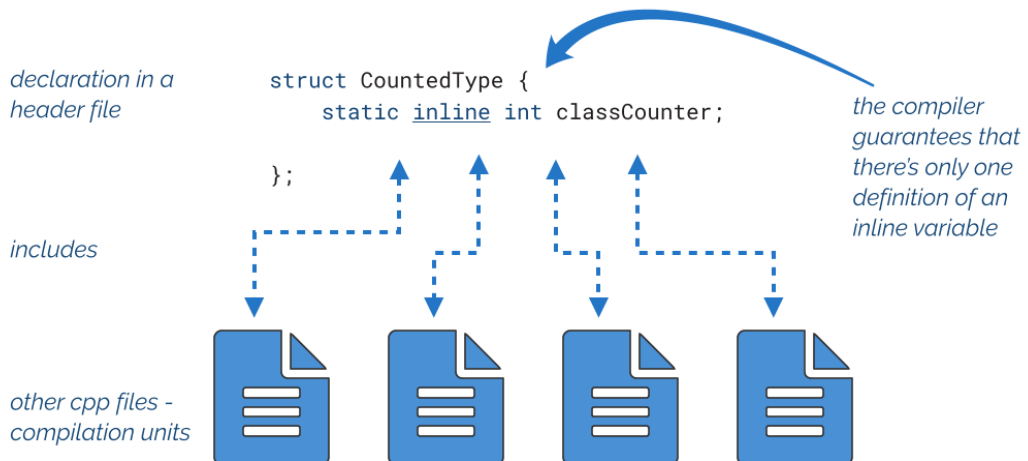 declaration in a
header file
struct CountedType {
static inline int classCounter;
};
the compiler
guarantees that
there's only one
definition of an
inline variable
includes
other cpp files -
compilation units